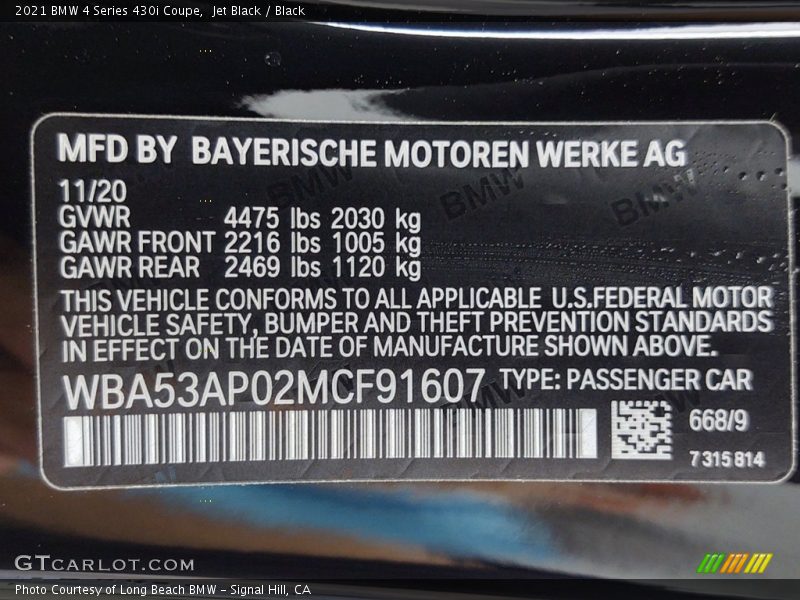 2021 BMW 4 Series 430i Coupe, Jet Black / Black
MFD BY BAYERISCHE MOTOREN WERKE AG
11/20
GVWR 4475 lbs 2030 kg
GAWR FRONT 2216 lbs 1005 kg
GAWR REAR 2469 lbs 1120 kg
THIS VEHICLE CONFORMS TO ALL APPLICABLE U.S.FEDERAL MOTOR
VEHICLE SAFETY, BUMPER AND THEFT PREVENTION STANDARDS
IN EFFECT ON THE DATE OF MANUFACTURE SHOWN ABOVE.
WBA53AP02MCF91607 TYPE: PASSENGER CAR
668/9
7315814
GTCARLOT.COM
Photo Courtesy of Long Beach BMW - Signal Hill, CA